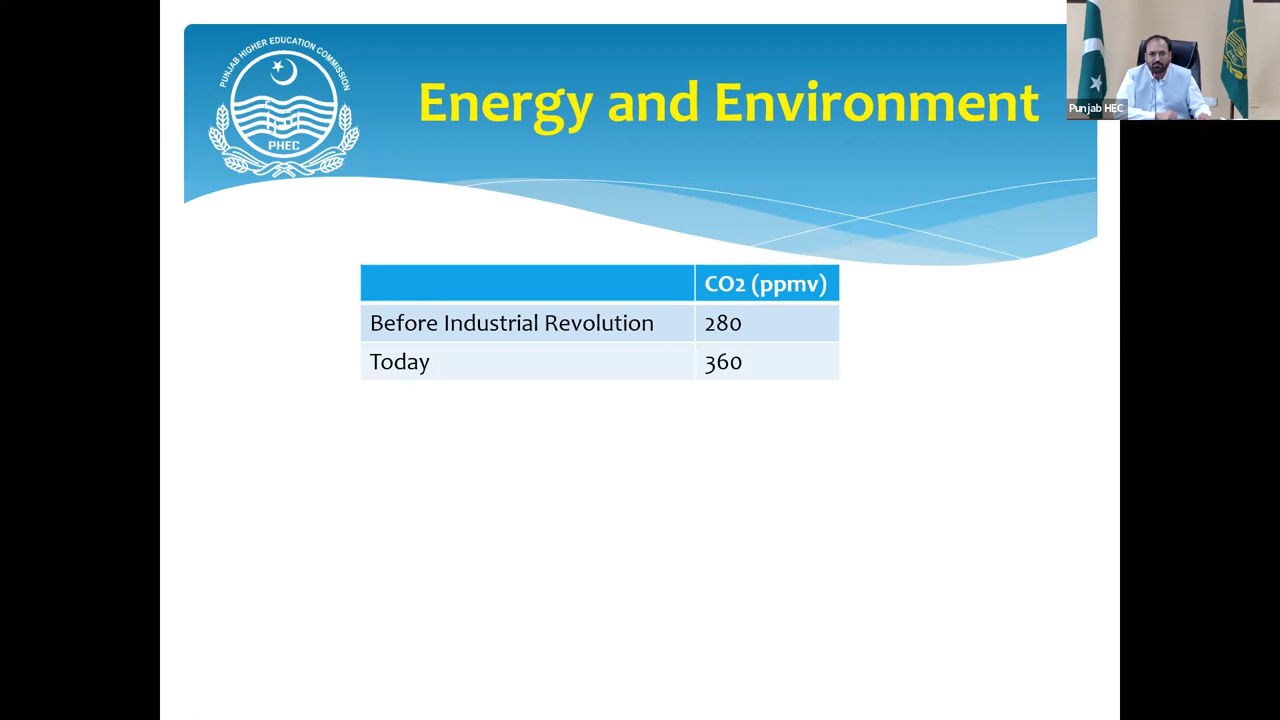 PUNJAB HIGHER EDUCATION COMMISSION
PHEC
Energy and Environment
Punjab HEC
CO2 (ppmv)
Before Industrial Revolution 280
Today 360